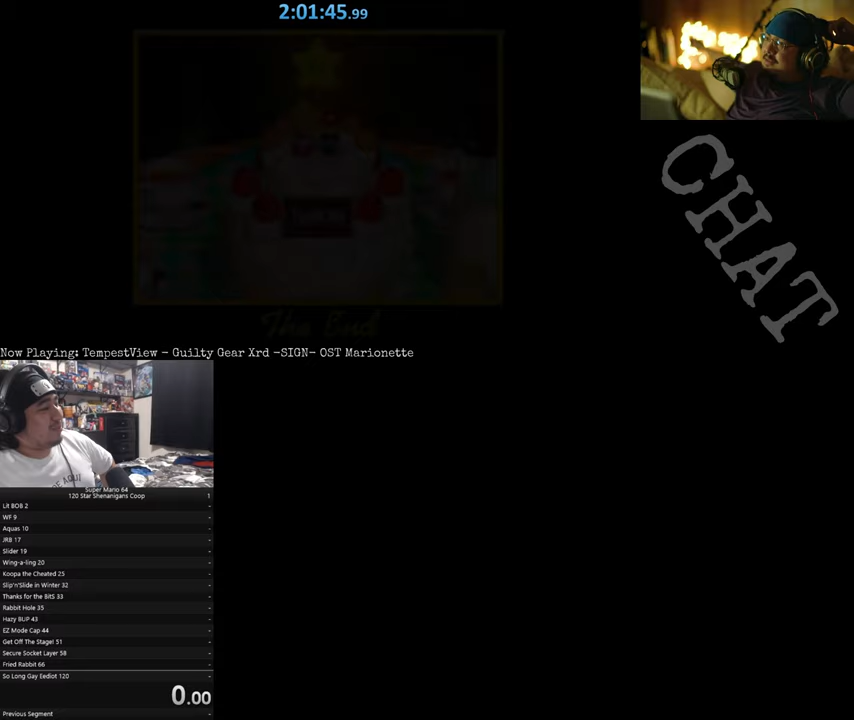 2:01:45.99
CHAT
The End
Now Playing: TempestView - Guilty Gear Xrd -SIGN- OST Marionette
Super Mario 64
120 Star Shenanigans Coop 1
Lit BOB 2 -
WF 9 -
Aquas 10 -
JRB 17 -
Slider 19 -
Wing-a-ling 20 -
Koopa the Cheated 25 -
Slip'n'Slide in Winter 32 -
Thanks for the BitS 33 -
Rabbit Hole 35 -
Hazy BUP 43 -
EZ Mode Cap 44 -
Get Off The Stage! 51 -
Secure Socket Layer 58 -
Fried Rabbit 66 -
So Long Gay Eediot 120 -
0.00
Previous Segment -